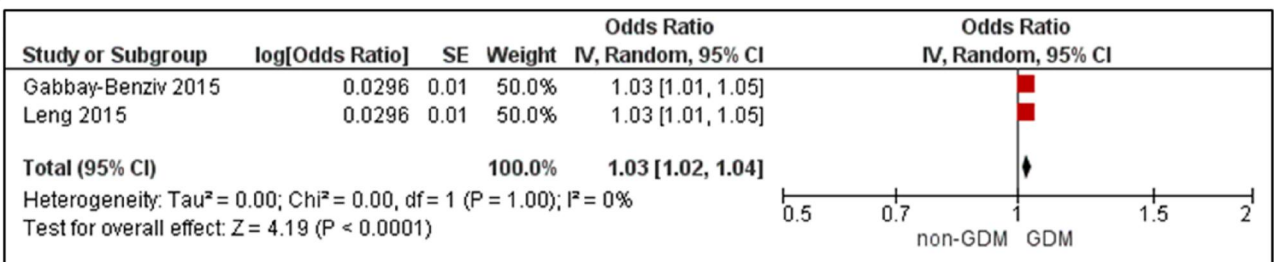 Odds Ratio Odds Ratio
Study or Subgroup log[Odds Ratio] SE Weight IV, Random, 95% CI IV, Random, 95% CI
Gabbay-Benziv 2015 0.0296 0.01 50.0% 1.03 [1.01, 1.05]
Leng 2015 0.0296 0.01 50.0% 1.03 [1.01, 1.05]
Total (95% CI) 100.0% 1.03 [1.02, 1.04]
Heterogeneity: Tau² = 0.00; Chi² = 0.00, df = 1 (P = 1.00); I² = 0%
Test for overall effect: Z = 4.19 (P < 0.0001)
0.5 0.7 1 1.5 2
non-GDM GDM